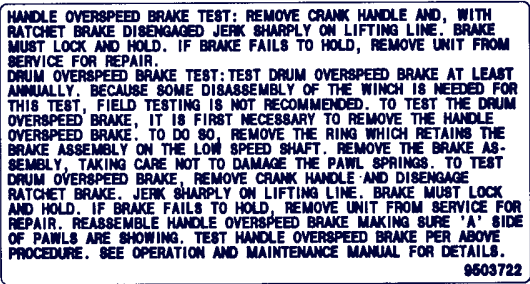 HANDLE OVERSPEED BRAKE TEST: REMOVE CRANK HANDLE AND, WITH
RATCHET BRAKE DISENGAGED JERK SHARPLY ON LIFTING LINE. BRAKE
MUST LOCK AND HOLD. IF BRAKE FAILS TO HOLD, REMOVE UNIT FROM
SERVICE FOR REPAIR.
DRUM OVERSPEED BRAKE TEST: TEST DRUM OVERSPEED BRAKE AT LEAST
ANNUALLY. BECAUSE SOME DISASSEMBLY OF THE WINCH IS NEEDED FOR
THIS TEST, FIELD TESTING IS NOT RECOMMENDED. TO TEST THE DRUM
OVERSPEED BRAKE, IT IS FIRST NECESSARY TO REMOVE THE HANDLE
OVERSPEED BRAKE. TO DO SO, REMOVE THE RING WHICH RETAINS THE
BRAKE ASSEMBLY ON THE LOW SPEED SHAFT. REMOVE THE BRAKE AS-
SEMBLY, TAKING CARE NOT TO DAMAGE THE PAWL SPRINGS. TO TEST
DRUM OVERSPEED BRAKE, REMOVE CRANK HANDLE AND DISENGAGE
RATCHET BRAKE. JERK SHARPLY ON LIFTING LINE. BRAKE MUST LOCK
AND HOLD. IF BRAKE FAILS TO HOLD, REMOVE UNIT FROM SERVICE FOR
REPAIR. REASSEMBLE HANDLE OVERSPEED BRAKE MAKING SURE 'A' SIDE
OF PAWLS ARE SHOWING. TEST HANDLE OVERSPEED BRAKE PER ABOVE
PROCEDURE. SEE OPERATION AND MAINTENANCE MANUAL FOR DETAILS.
9503722